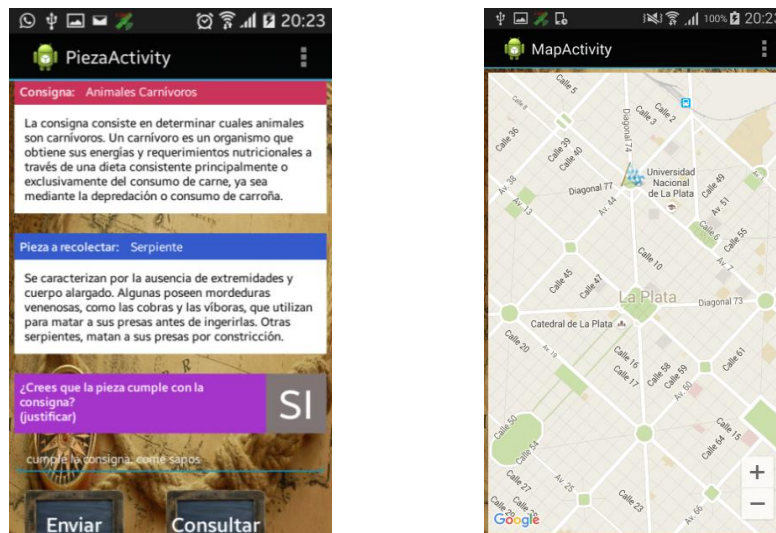 20:23
PiezaActivity
Consigna: Animales Carnívoros
La consigna consiste en determinar cuales animales
son carnívoros. Un carnívoro es un organismo que
obtiene sus energías y requerimientos nutricionales a
través de una dieta consistente principalmente o
exclusivamente del consumo de carne, ya sea
mediante la depredación o consumo de carroña.
Pieza a recolectar: Serpiente
Se caracterizan por la ausencia de extremidades y
cuerpo alargado. Algunas poseen mordeduras
venenosas, como las cobras y las víboras, que utilizan
para matar a sus presas antes de ingerirlas. Otras
serpientes, matan a sus presas por constricción.
¿Crees que la pieza cumple con la
consigna?
(justificar)
SI
cumple la consigna: come sapos
Enviar
Consultar
100% 20:23
MapActivity
Calle 5
Calle 8
Calle 2
Calle 3
Diagonal 74
Calle 36
Calle 39
Calle 40
Universidad
Nacional
de La Plata
Av. 38
Diagonal 77
Av. 44
Calle 49
Av. 51
Av. 13
Calle 6
Calle 55
Calle 10
Av. 7
Calle 45
Calle 47
La Plata
Diagonal 73
Catedral de La Plata
Calle 20
Av. 19
Calle 16
Calle 17
Calle 58
Calle 59
Calle 61
Av. 60
Calle 50
Calle 15
Calle 64
Calle 54
Calle 27
Av. 25
Calle 23
Av. 66
+
−
Google